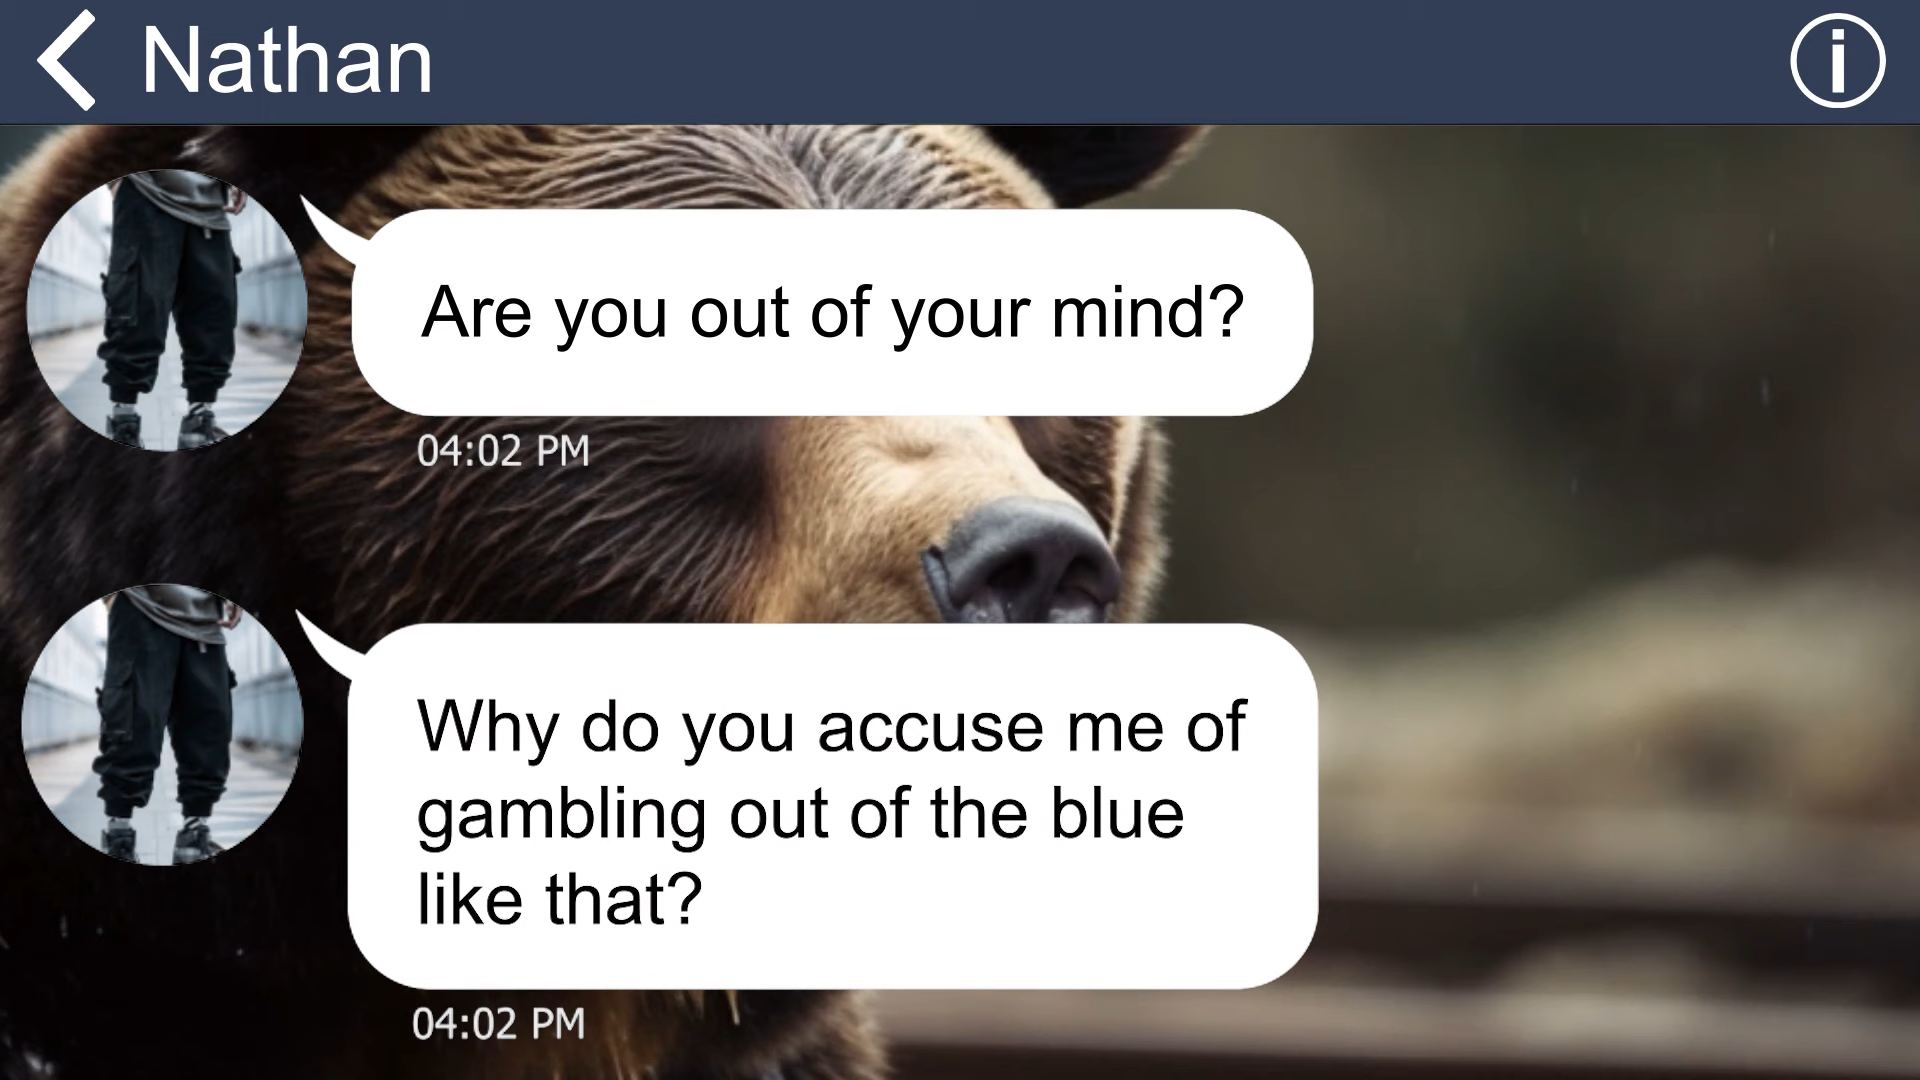 Nathan
Are you out of your mind?
04:02 PM
Why do you accuse me of
gambling out of the blue
like that?
04:02 PM